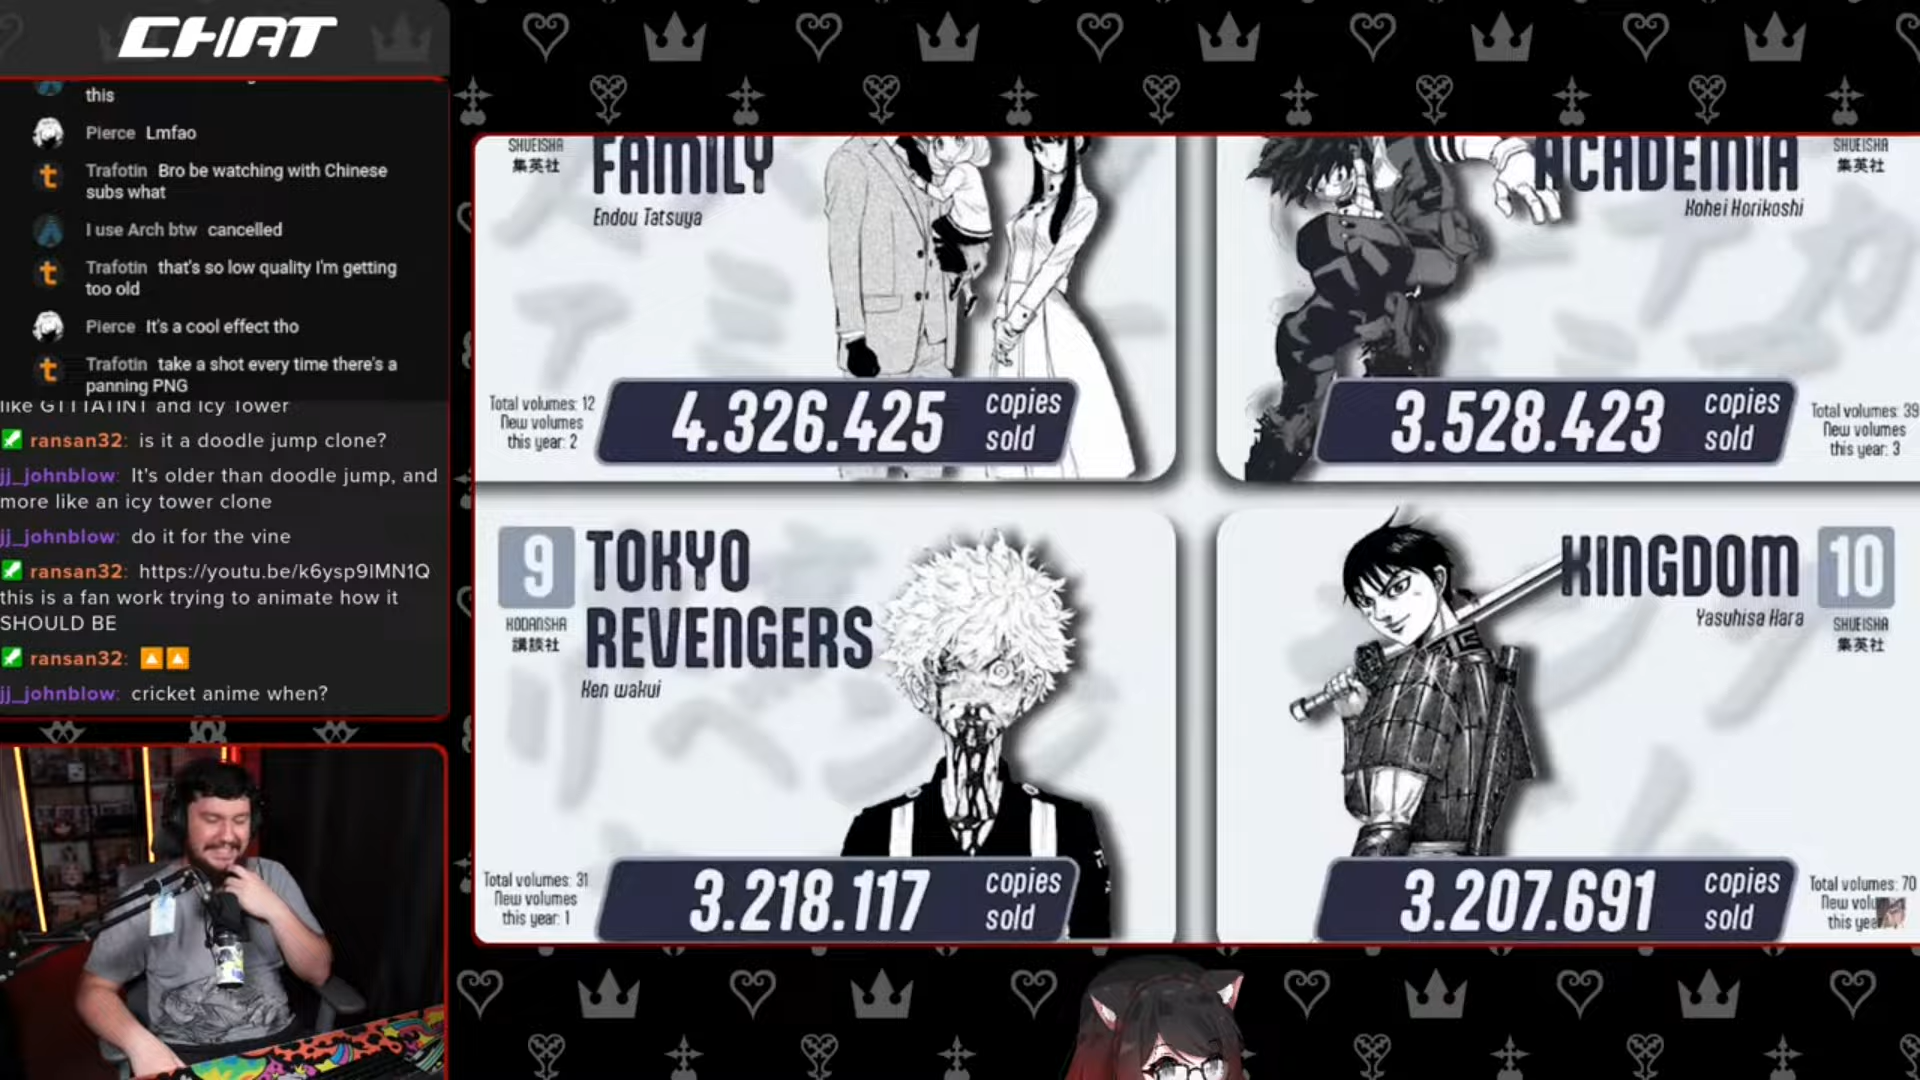 CHAT
this
Pierce Lmfao
Trafotin Bro be watching with Chinese
subs what
I use Arch btw cancelled
Trafotin that's so low quality I'm getting
too old
Pierce It's a cool effect tho
Trafotin take a shot every time there's a
panning PNG
and Icy Tower
ransan32: is it a doodle jump clone?
jj_johnblow: It's older than doodle jump, and
more like an icy tower clone
jj_johnblow: do it for the vine
ransan32: https://youtu.be/k6ysp9lMN1Q
this is a fan work trying to animate how it
SHOULD BE
ransan32:
jj_johnblow: cricket anime when?
SHUEISHA
集英社
FAMILY
Endou Tatsuya
Total volumes: 12
New volumes
this year: 2
4.326.425 copies
sold
ACADEMIA
Kohei Horikoshi
SHUEISHA
集英社
3.528.423 copies
sold
Total volumes: 39
New volumes
this year: 3
9
KODANSHA
講談社
TOKYO
REVENGERS
Ken wakui
Total volumes: 31
New volumes
this year: 1
3.218.117 copies
sold
KINGDOM
10
Yasuhisa Hara
SHUEISHA
集英社
3.207.691 copies
sold
Total volumes: 70
New
this